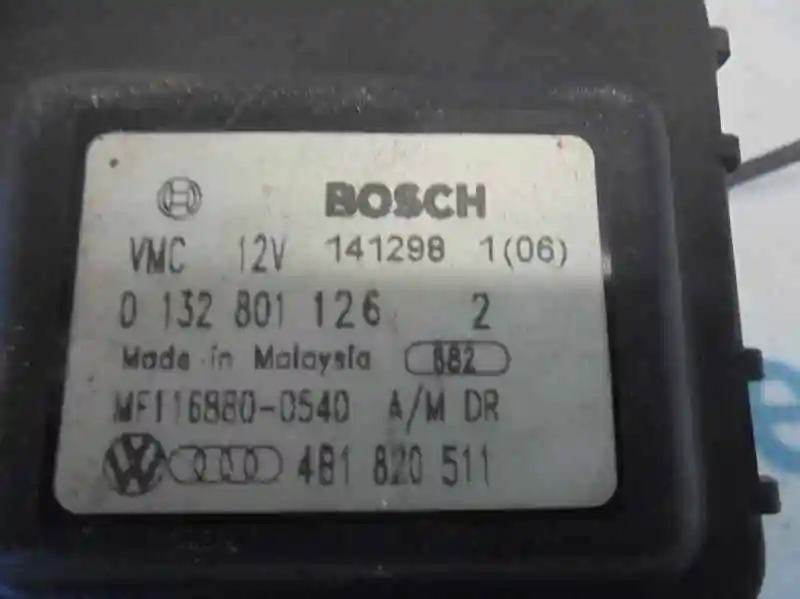 BOSCH
VMC 12V 141298 1(06)
0 132 801 126 2
Made in Malaysia 882
MF116880-0540 A/M DR
4B1 820 511
e